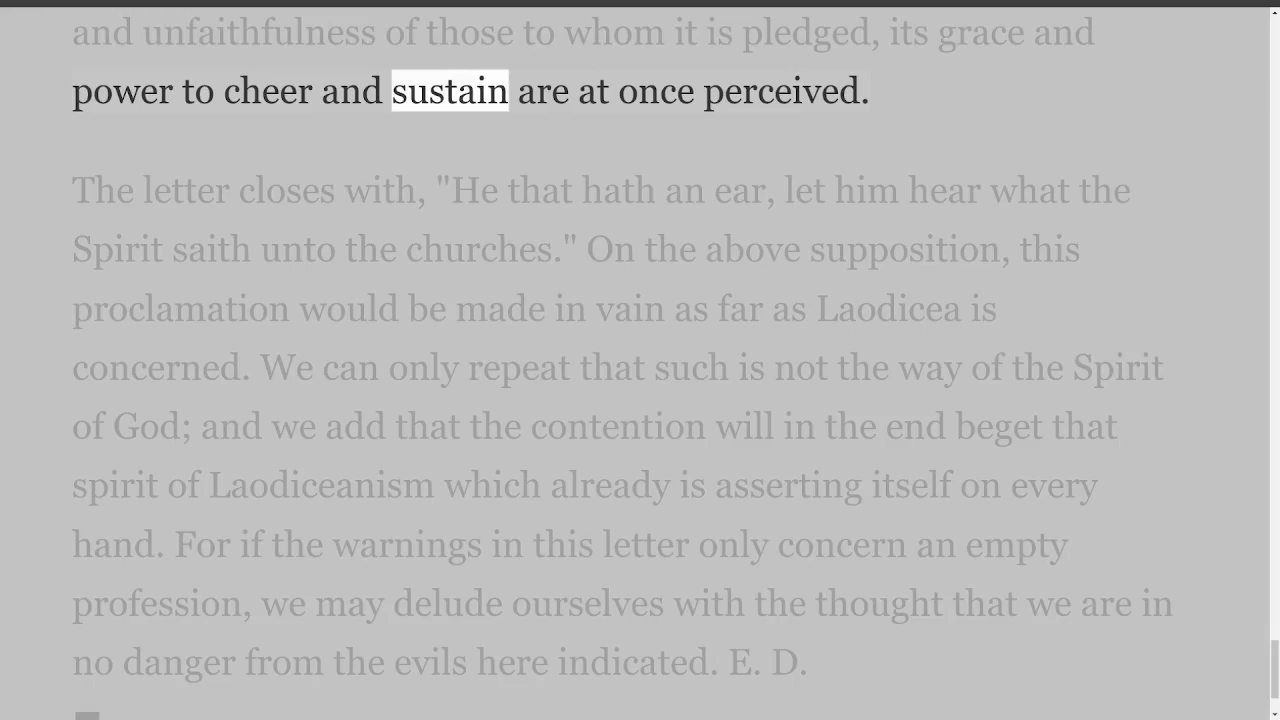 and unfaithfulness of those to whom it is pledged, its grace and
power to cheer and sustain are at once perceived.
The letter closes with, "He that hath an ear, let him hear what the
Spirit saith unto the churches." On the above supposition, this
proclamation would be made in vain as far as Laodicea is
concerned. We can only repeat that such is not the way of the Spirit
of God; and we add that the contention will in the end beget that
spirit of Laodiceanism which already is asserting itself on every
hand. For if the warnings in this letter only concern an empty
profession, we may delude ourselves with the thought that we are in
no danger from the evils here indicated. E. D.